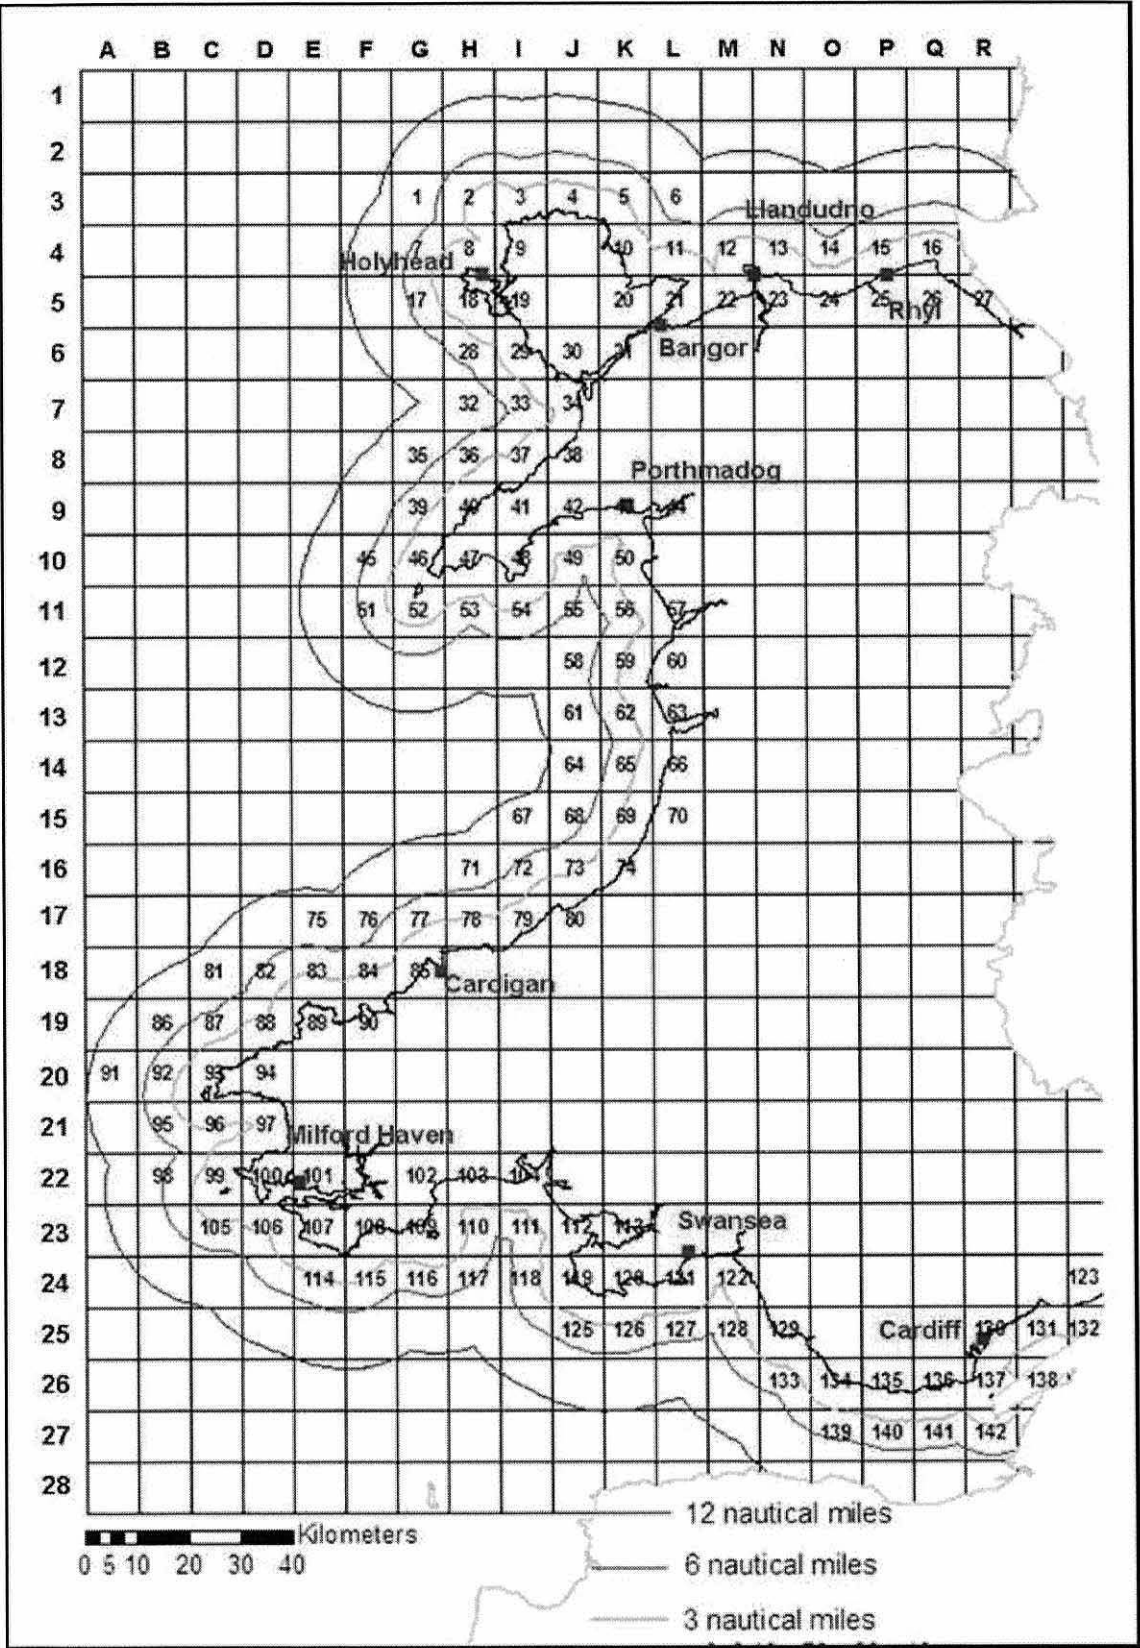 A B C D E F G H I J K L M N O P Q R
1
2
3 1 2 3 4 5 6
Llandudno
4 7 8 9 10 11 12 13 14 15 16
Holyhead
5 17 18 19 20 21 22 23 24 25 26 27
Rhyl
6 28 29 30 31 Bangor
7 32 33 34
8 35 36 37 38
Porthmadog
9 39 40 41 42 43 44
10 45 46 47 48 49 50
11 51 52 53 54 55 56 57
12 58 59 60
13 61 62 63
14 64 65 66
15 67 68 69 70
16 71 72 73 74
17 75 76 77 78 79 80
18 81 82 83 84 85
Cardigan
19 86 87 88 89 90
20 91 92 93 94
21 95 96 97
Milford Haven
22 98 99 100 101 102 103 104
23 105 106 107 108 109 110 111 112 113 Swansea
24 114 115 116 117 118 119 120 121 122 123
25 125 126 127 128 129 Cardiff 130 131 132
26 133 134 135 136 137 138
27 139 140 141 142
28
12 nautical miles
Kilometers
0 5 10 20 30 40
6 nautical miles
3 nautical miles